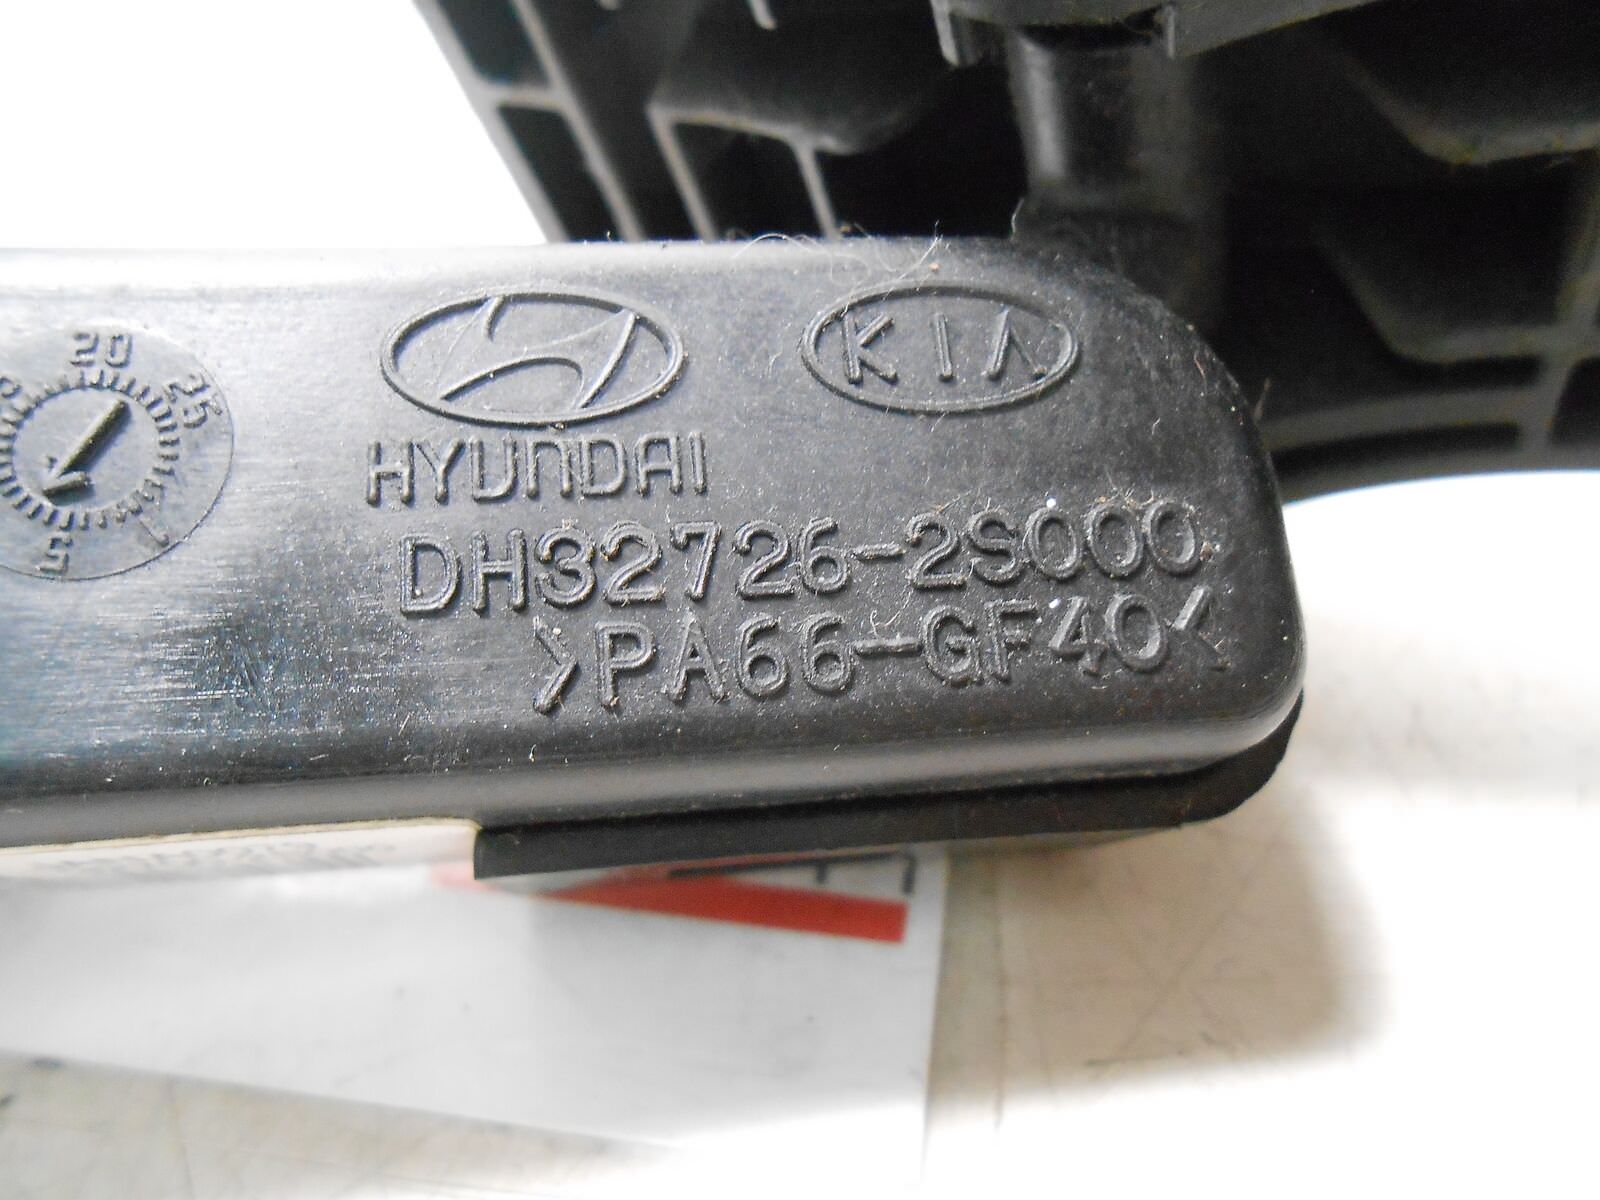 KIA
HYUNDAI
DH32726-2S000
>PA66-GF40<
20
25
5